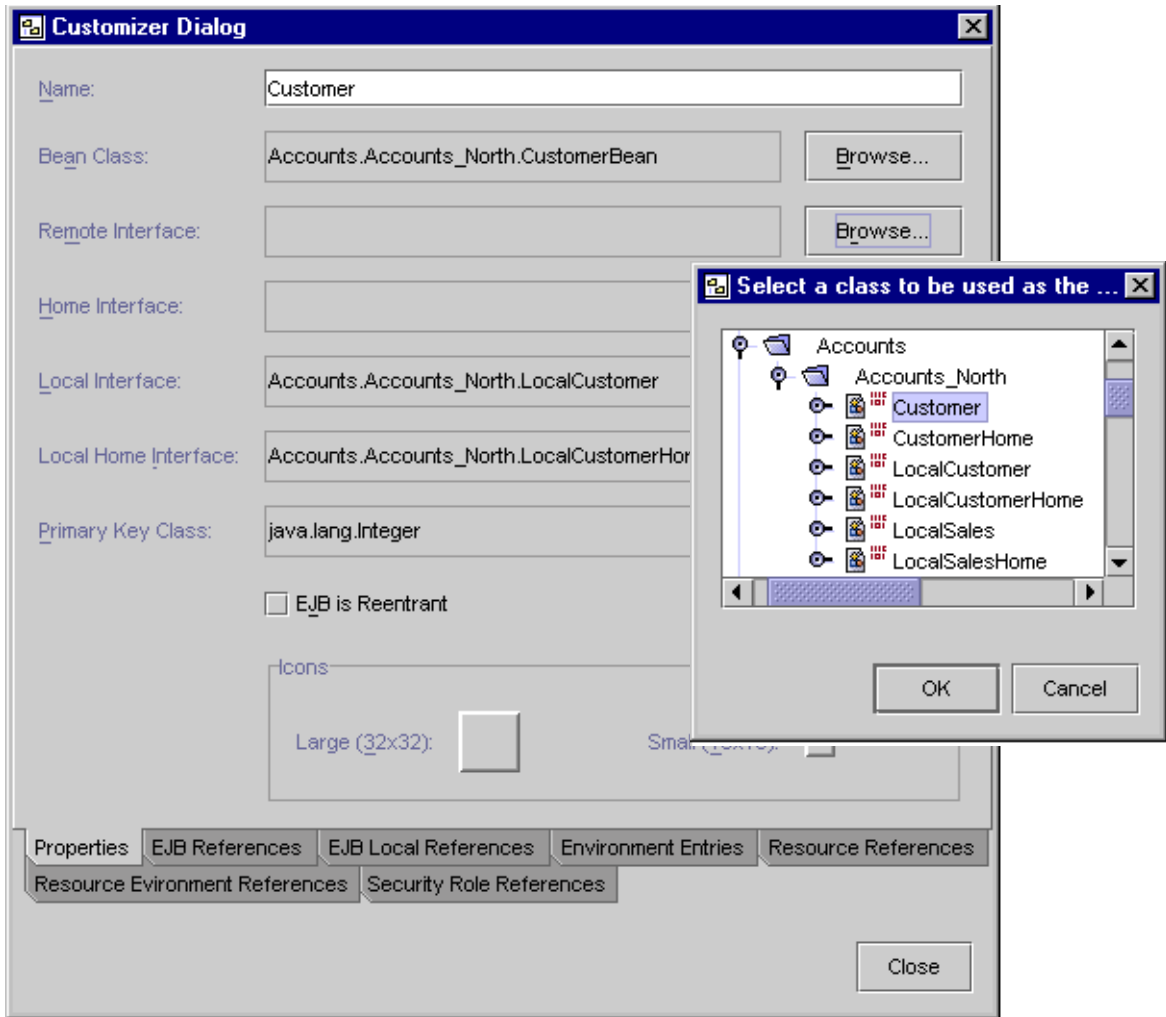 Customizer Dialog
Name: Customer
Bean Class: Accounts.Accounts_North.CustomerBean Browse...
Remote Interface: Browse...
Home Interface:
Local Interface: Accounts.Accounts_North.LocalCustomer
Local Home Interface: Accounts.Accounts_North.LocalCustomerHor
Primary Key Class: java.lang.Integer
EJB is Reentrant
Icons
Large (32x32): Small
Properties EJB References EJB Local References Environment Entries Resource References
Resource Evironment References Security Role References
Close
Select a class to be used as the ...
Accounts
Accounts_North
Customer
CustomerHome
LocalCustomer
LocalCustomerHome
LocalSales
LocalSalesHome
OK Cancel